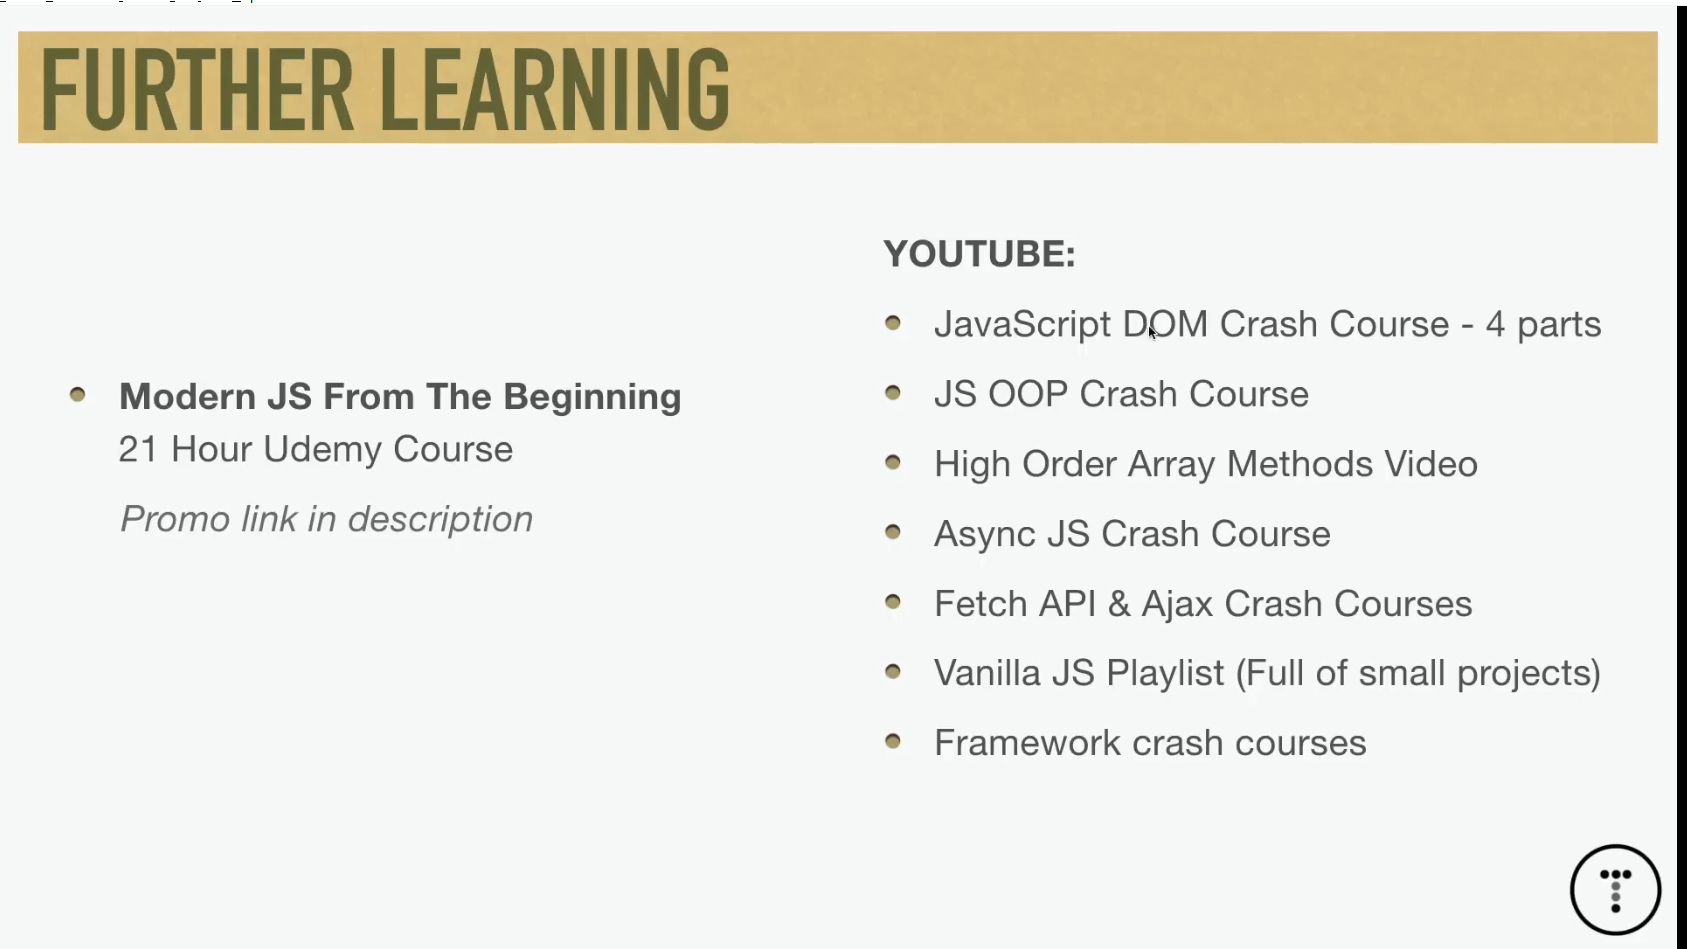 FURTHER LEARNING
Modern JS From The Beginning
21 Hour Udemy Course
Promo link in description
YOUTUBE:
JavaScript DOM Crash Course - 4 parts
JS OOP Crash Course
High Order Array Methods Video
Async JS Crash Course
Fetch API & Ajax Crash Courses
Vanilla JS Playlist (Full of small projects)
Framework crash courses